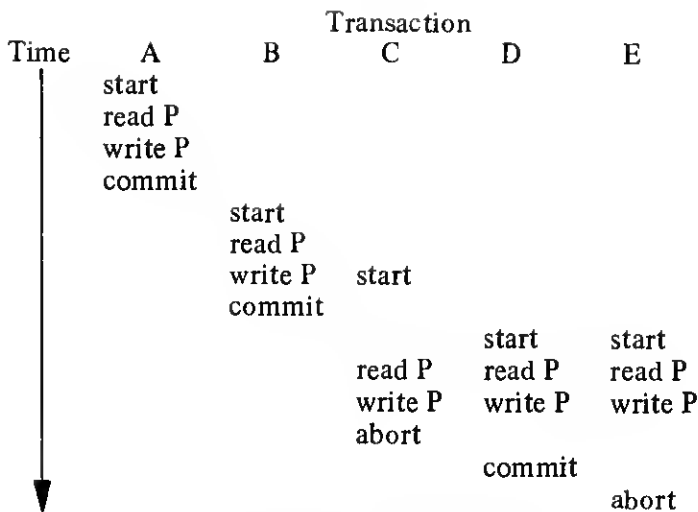 Transaction
Time A B C D E
start
read P
write P
commit
start
read P
write P start
commit
start start
read P read P read P
write P write P write P
abort
commit
abort